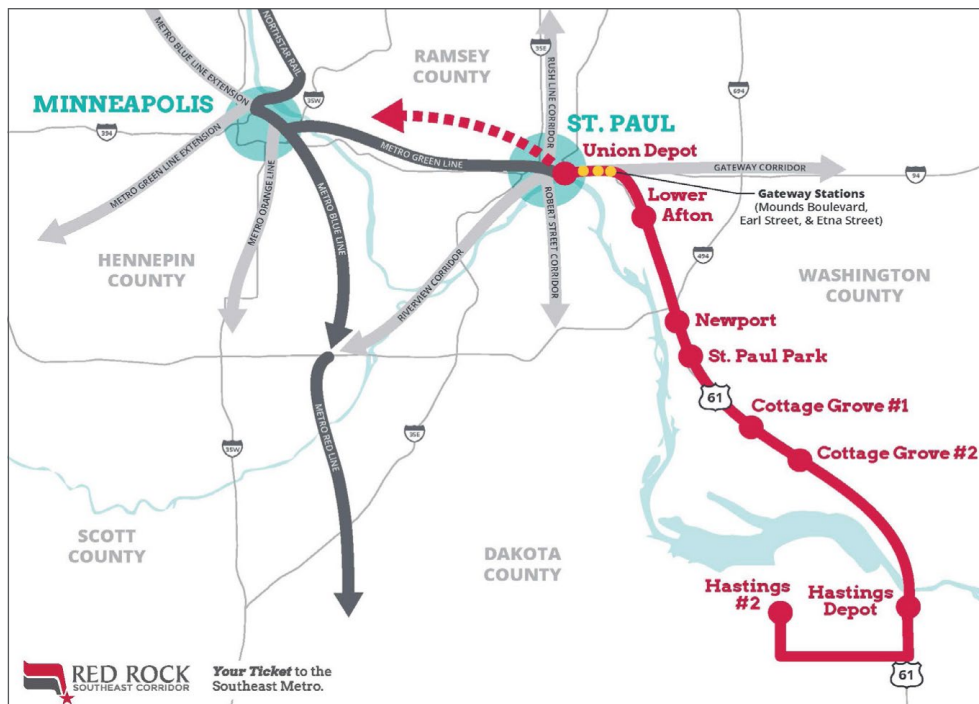 NORTHSTAR RAIL
METRO BLUE LINE EXTENSION
RAMSEY
COUNTY
35E
RUSH LINE CORRIDOR
694
MINNEAPOLIS
35W
394
ST. PAUL
Union Depot
METRO GREEN LINE EXTENSION
METRO ORANGE LINE
METRO GREEN LINE
GATEWAY CORRIDOR
94
Gateway Stations
(Mounds Boulevard,
Earl Street, & Etna Street)
Lower
Afton
METRO BLUE LINE
ROBERT STREET CORRIDOR
RIVERVIEW CORRIDOR
494
HENNEPIN
COUNTY
WASHINGTON
COUNTY
Newport
St. Paul Park
61
Cottage Grove #1
METRO RED LINE
35W
35E
Cottage Grove #2
SCOTT
COUNTY
DAKOTA
COUNTY
Hastings
#2
Hastings
Depot
61
RED ROCK
SOUTHEAST CORRIDOR
Your Ticket to the
Southeast Metro.